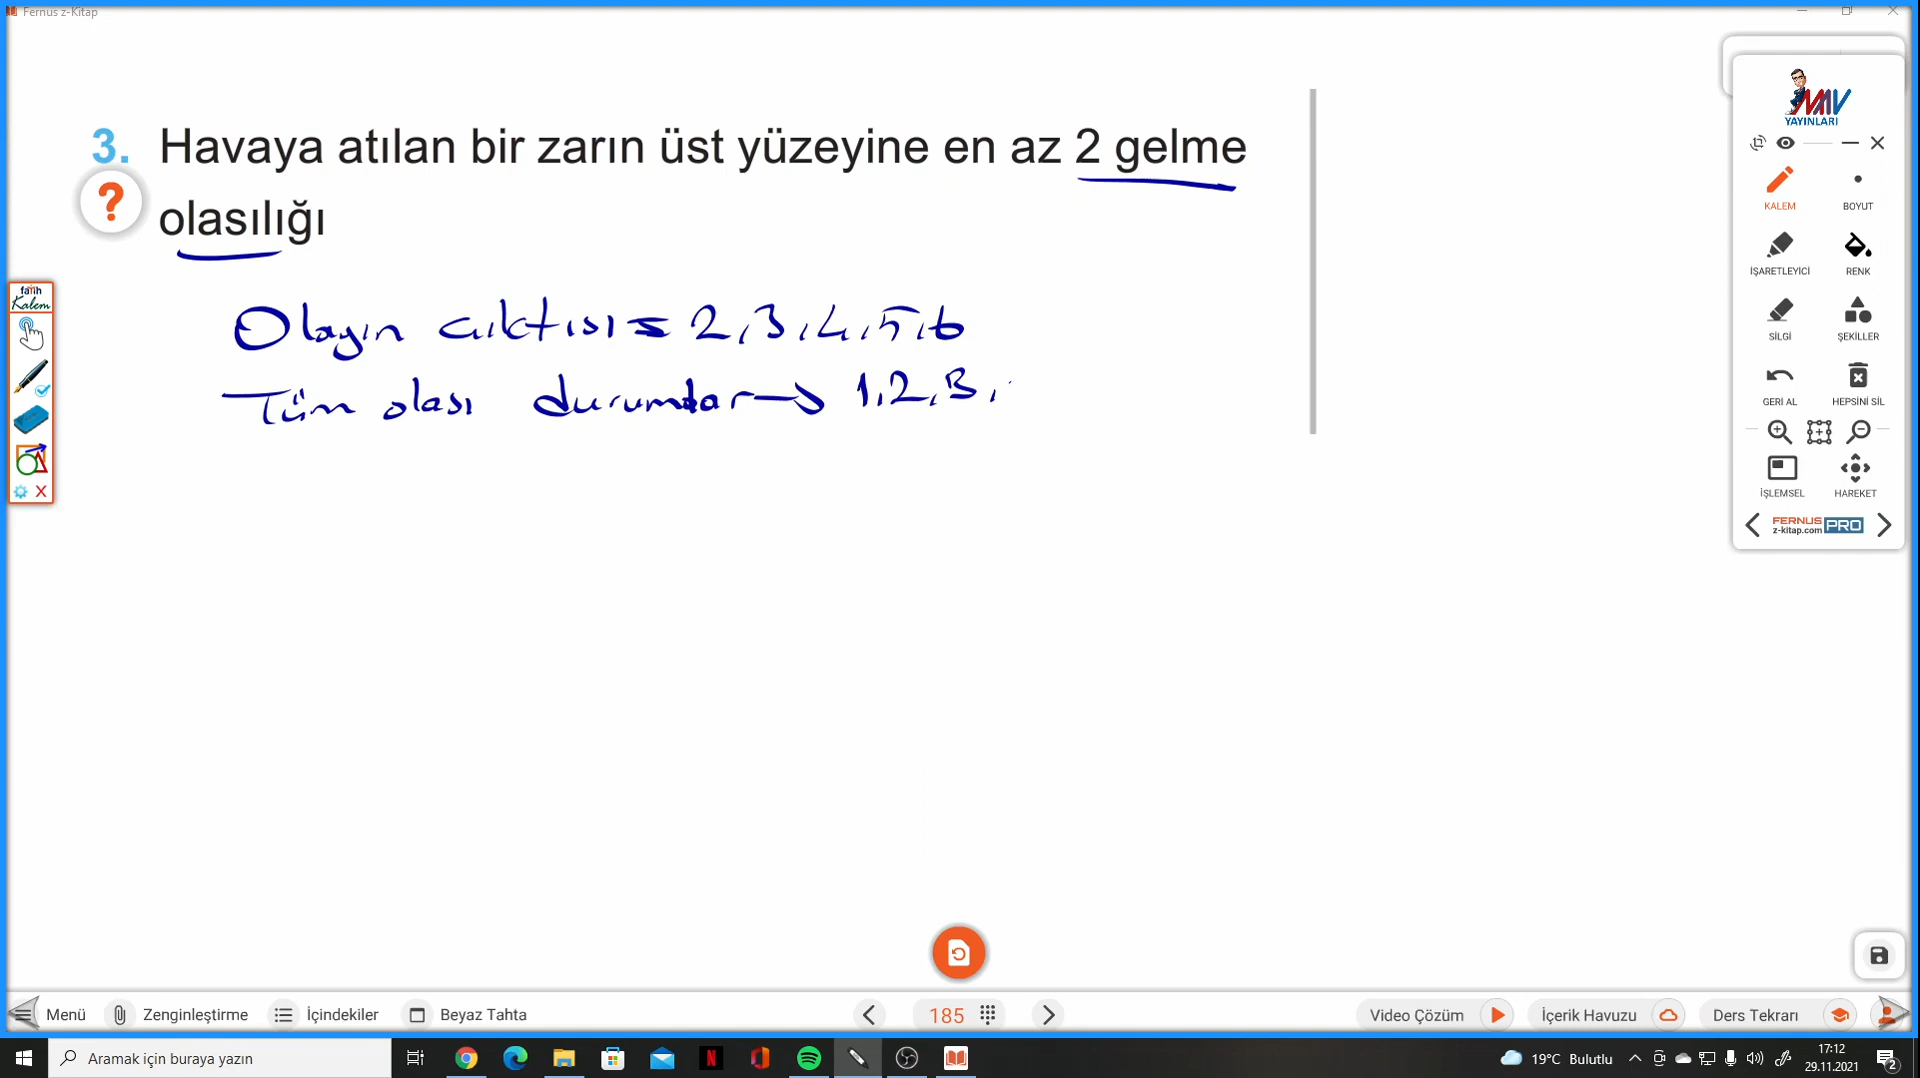 Fernus z-Kitap
3. Havaya atılan bir zarın üst yüzeyine en az 2 gelme
? olasılığı
Olayın çıktısı = 2, 3, 4, 5, 6
Tüm olası durumlar → 1, 2, 3,
fatih
Kalem
X
MAV
YAYINLARI
KALEM
BOYUT
İŞARETLEYİCİ
RENK
SİLGİ
ŞEKİLLER
GERİ AL
HEPSİNİ SİL
İŞLEMSEL
HAREKET
FERNUS
z-kitap.com PRO
Menü
Zenginleştirme
İçindekiler
Beyaz Tahta
185
Video Çözüm
İçerik Havuzu
Ders Tekrarı
Aramak için buraya yazın
19°C Bulutlu
17:12
29.11.2021
2